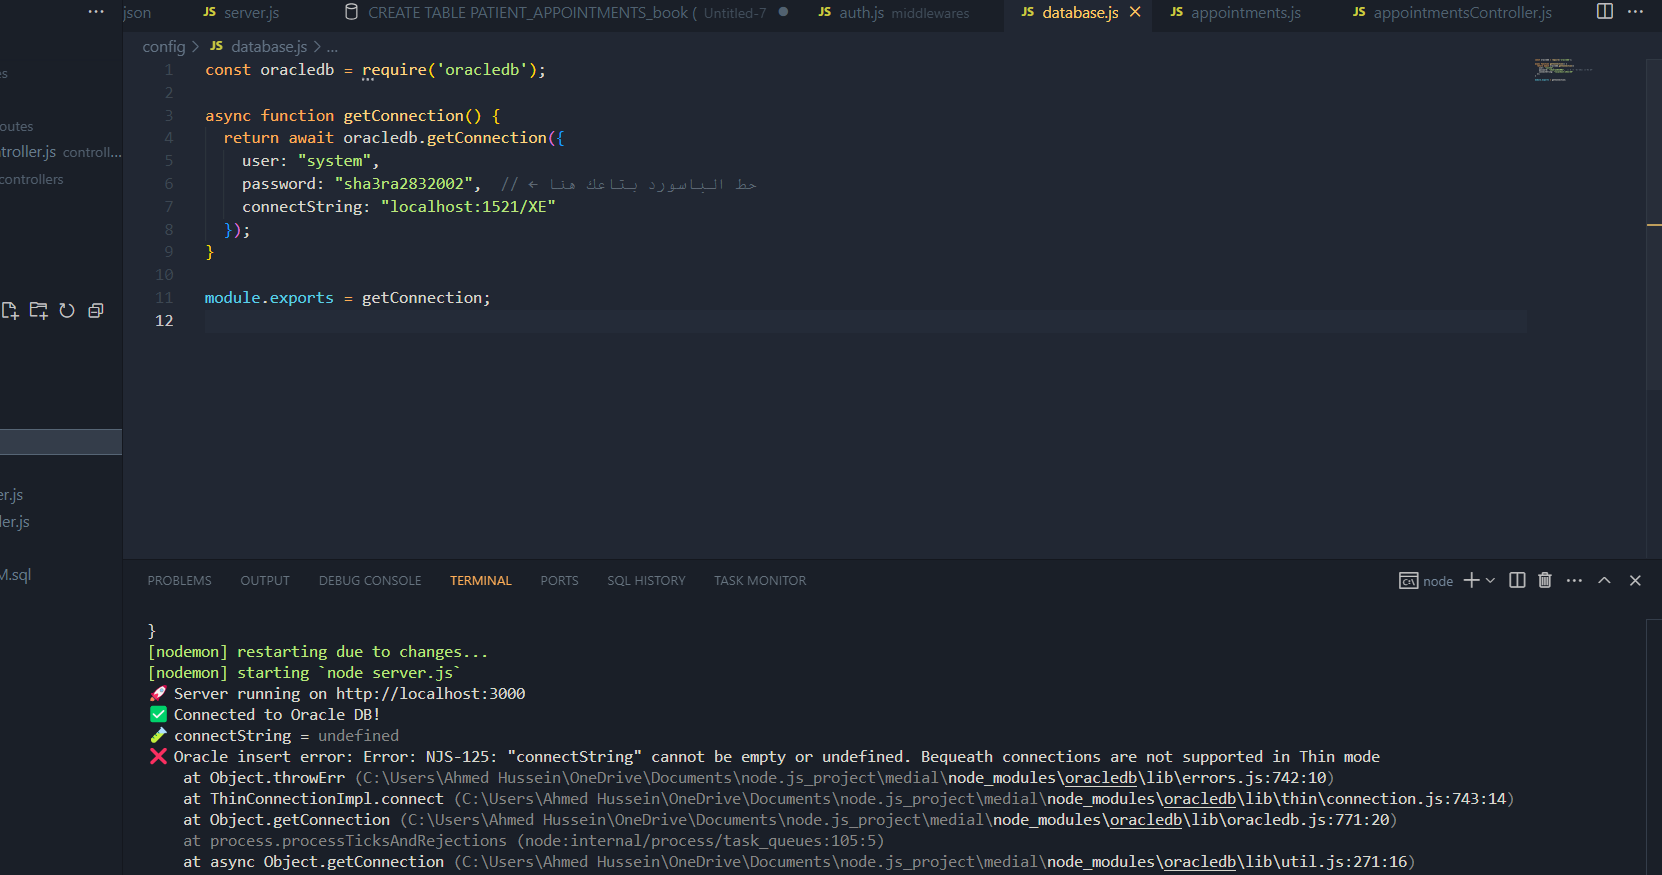 json
JS server.js
CREATE TABLE PATIENT_APPOINTMENTS_book ( Untitled-7
JS auth.js middlewares
JS database.js
JS appointments.js
JS appointmentsController.js
config > JS database.js > ...
es
outes
troller.js controll...
controllers
er.js
ler.js
M.sql
1 const oracledb = require('oracledb');
2
3 async function getConnection() {
4 return await oracledb.getConnection({
5 user: "system",
6 password: "sha3ra2832002", // ← حط الباسورد بتاعك هنا
7 connectString: "localhost:1521/XE"
8 });
9 }
10
11 module.exports = getConnection;
12
PROBLEMS OUTPUT DEBUG CONSOLE TERMINAL PORTS SQL HISTORY TASK MONITOR
node
}
[nodemon] restarting due to changes...
[nodemon] starting `node server.js`
🚀 Server running on http://localhost:3000
✅ Connected to Oracle DB!
🧪 connectString = undefined
❌ Oracle insert error: Error: NJS-125: "connectString" cannot be empty or undefined. Bequeath connections are not supported in Thin mode
at Object.throwErr (C:\Users\Ahmed Hussein\OneDrive\Documents\node.js_project\medial\node_modules\oracledb\lib\errors.js:742:10)
at ThinConnectionImpl.connect (C:\Users\Ahmed Hussein\OneDrive\Documents\node.js_project\medial\node_modules\oracledb\lib\thin\connection.js:743:14)
at Object.getConnection (C:\Users\Ahmed Hussein\OneDrive\Documents\node.js_project\medial\node_modules\oracledb\lib\oracledb.js:771:20)
at process.processTicksAndRejections (node:internal/process/task_queues:105:5)
at async Object.getConnection (C:\Users\Ahmed Hussein\OneDrive\Documents\node.js_project\medial\node_modules\oracledb\lib\util.js:271:16)